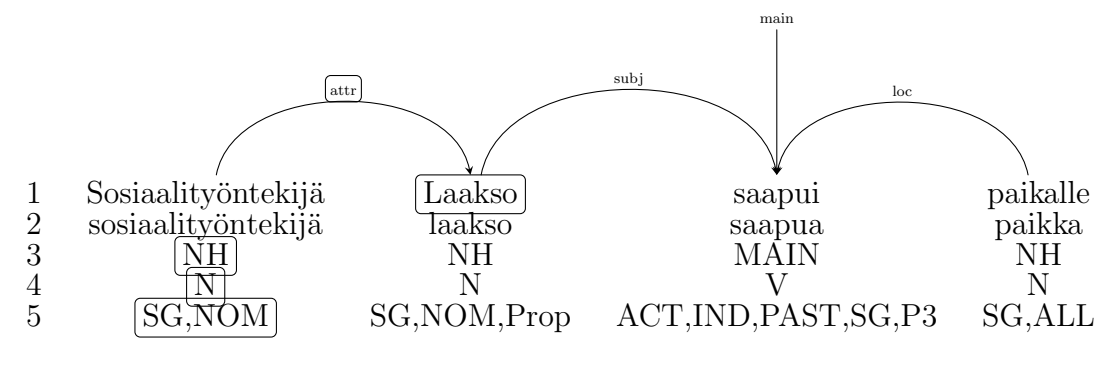 main
attr subj loc
1 Sosiaalityöntekijä Laakso saapui paikalle
2 sosiaalityöntekijä laakso saapua paikka
3 NH NH MAIN NH
4 N N V N
5 SG,NOM SG,NOM,Prop ACT,IND,PAST,SG,P3 SG,ALL